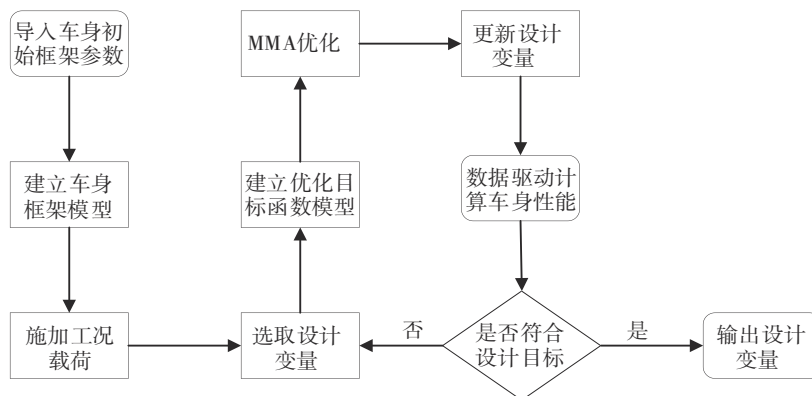 导入车身初
始框架参数
建立车身
框架模型
施加工况
载荷
选取设计
变量
建立优化目
标函数模型
MMA优化
更新设计
变量
数据驱动计
算车身性能
是否符合
设计目标
否
是
输出设计
变量